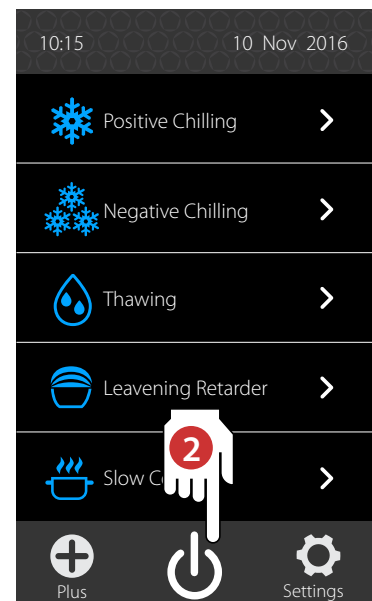 10:15 10 Nov 2016
Positive Chilling
Negative Chilling
Thawing
Leavening Retarder
2
Slow
Plus Settings